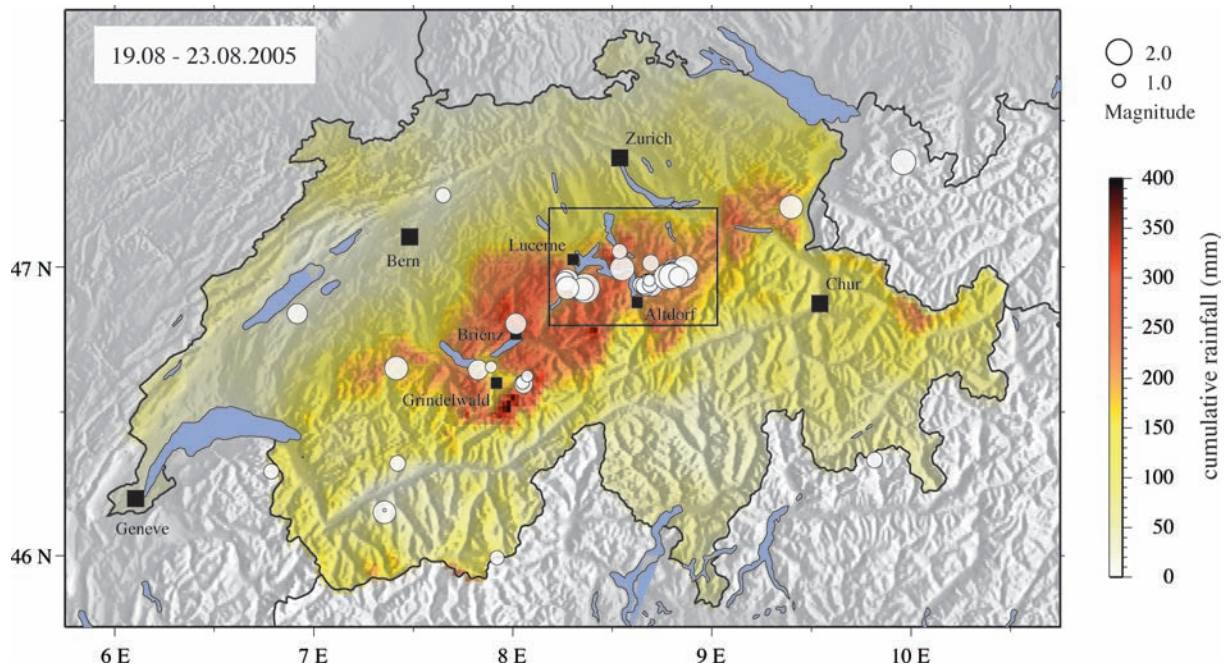 19.08 - 23.08.2005
2.0
1.0
Magnitude
Zurich
Lucerne
Bern
Altdorf
Chur
Brienz
Grindelwald
Geneve
47 N
46 N
6 E
7 E
8 E
9 E
10 E
400
350
300
250
200
150
100
50
0
cumulative rainfall (mm)